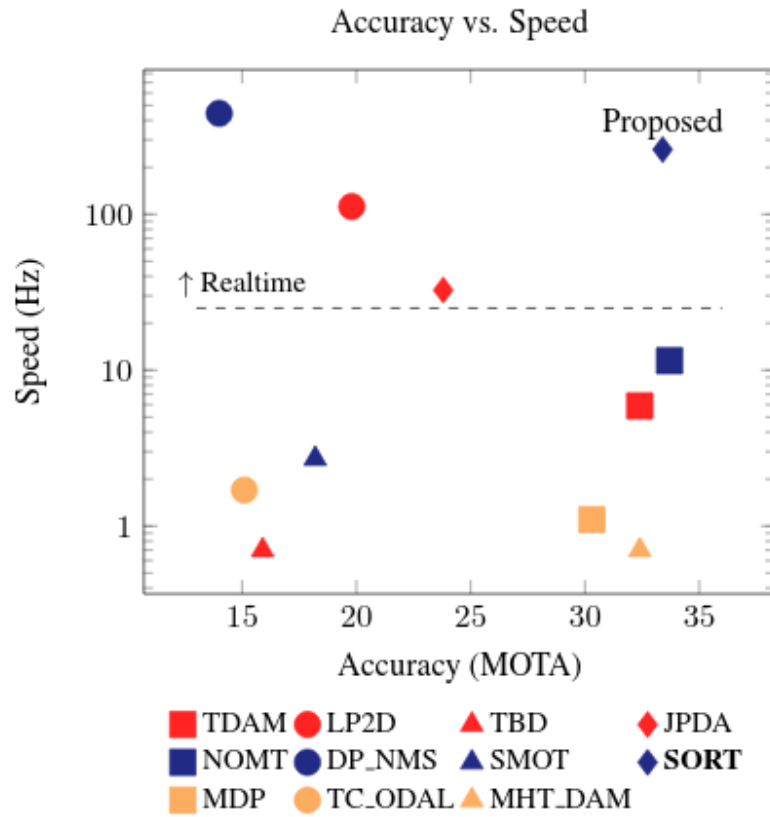 Accuracy vs. Speed
Proposed
100
↑ Realtime
Speed (Hz)
10
1
15 20 25 30 35
Accuracy (MOTA)
TDAM LP2D TBD JPDA
NOMT DP_NMS SMOT SORT
MDP TC_ODAL MHT_DAM